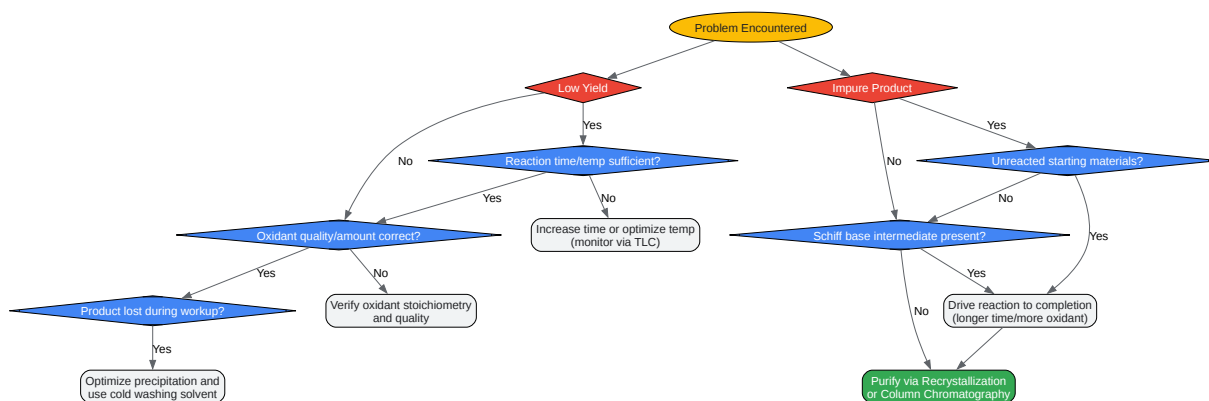 Problem Encountered
Low Yield
Impure Product
Yes
Yes
No
Reaction time/temp sufficient?
No
Unreacted starting materials?
Yes
No
No
Increase time or optimize temp
(monitor via TLC)
Oxidant quality/amount correct?
Schiff base intermediate present?
Yes
Yes
No
Yes
Product lost during workup?
Verify oxidant stoichiometry
and quality
No
Drive reaction to completion
(longer time/more oxidant)
Yes
Optimize precipitation and
use cold washing solvent
Purify via Recrystallization
or Column Chromatography